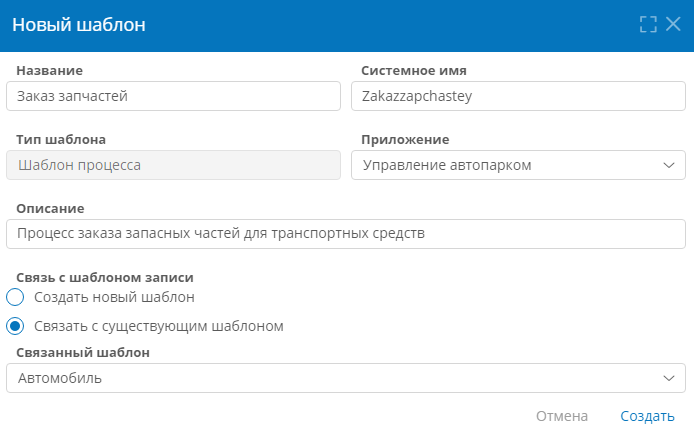 Новый шаблон
Название
Системное имя
Заказ запчастей
Zakazzapchastey
Тип шаблона
Приложение
Шаблон процесса
Управление автопарком
Описание
Процесс заказа запасных частей для транспортных средств
Связь с шаблоном записи
Создать новый шаблон
Связать с существующим шаблоном
Связанный шаблон
Автомобиль
Отмена
Создать